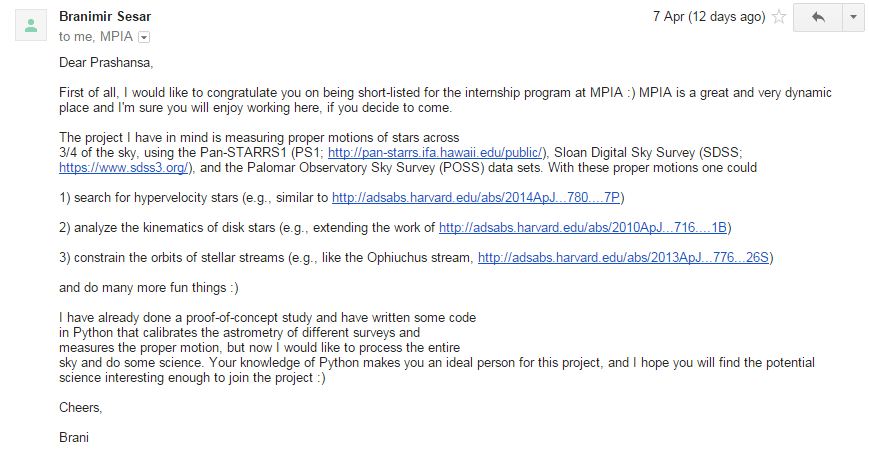 Branimir Sesar
7 Apr (12 days ago)
to me, MPIA
Dear Prashansa,
First of all, I would like to congratulate you on being short-listed for the internship program at MPIA :) MPIA is a great and very dynamic
place and I'm sure you will enjoy working here, if you decide to come.
The project I have in mind is measuring proper motions of stars across
3/4 of the sky, using the Pan-STARRS1 (PS1; http://pan-starrs.ifa.hawaii.edu/public/), Sloan Digital Sky Survey (SDSS;
https://www.sdss3.org/), and the Palomar Observatory Sky Survey (POSS) data sets. With these proper motions one could
1) search for hypervelocity stars (e.g., similar to http://adsabs.harvard.edu/abs/2014ApJ...780....7P)
2) analyze the kinematics of disk stars (e.g., extending the work of http://adsabs.harvard.edu/abs/2010ApJ...716....1B)
3) constrain the orbits of stellar streams (e.g., like the Ophiuchus stream, http://adsabs.harvard.edu/abs/2013ApJ...776...26S)
and do many more fun things :)
I have already done a proof-of-concept study and have written some code
in Python that calibrates the astrometry of different surveys and
measures the proper motion, but now I would like to process the entire
sky and do some science. Your knowledge of Python makes you an ideal person for this project, and I hope you will find the potential
science interesting enough to join the project :)
Cheers,
Brani